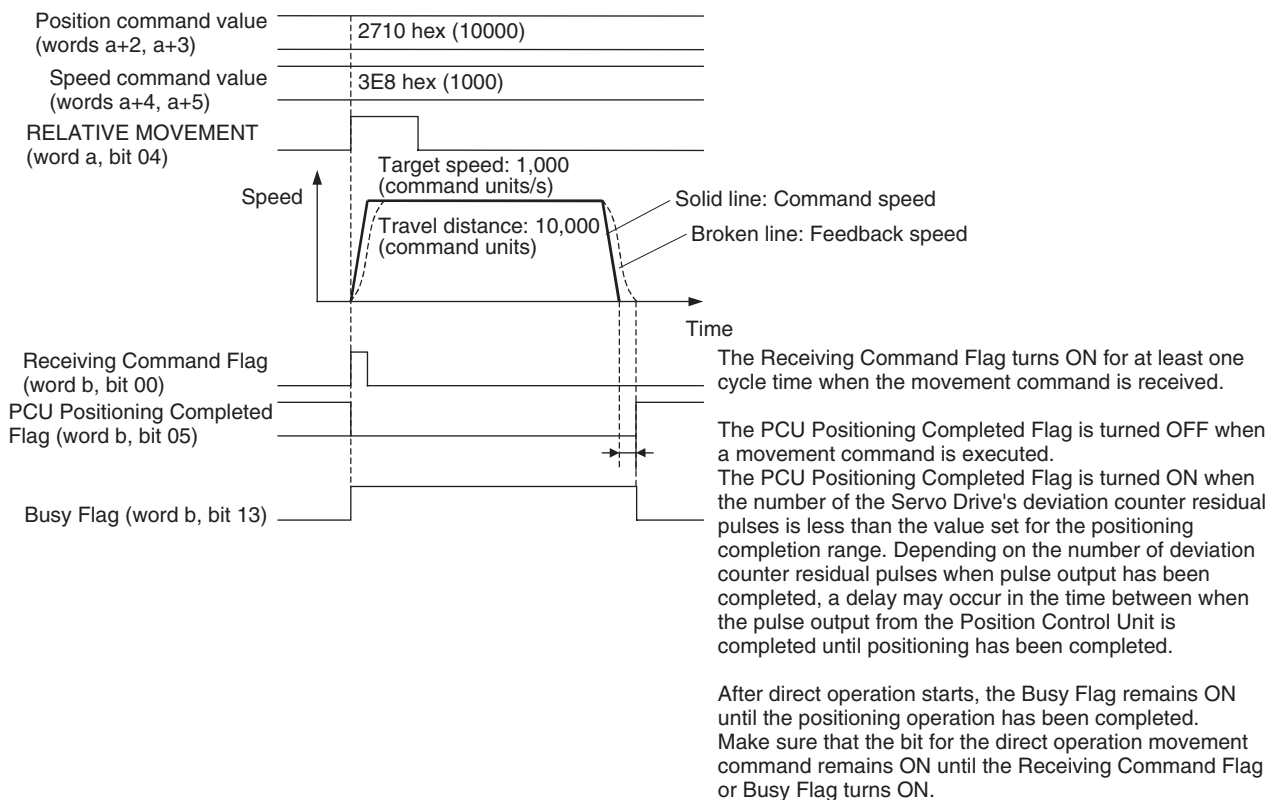 Position command value
(words a+2, a+3)
2710 hex (10000)
Speed command value
(words a+4, a+5)
3E8 hex (1000)
RELATIVE MOVEMENT
(word a, bit 04)
Target speed: 1,000
(command units/s)
Speed
Solid line: Command speed
Travel distance: 10,000
(command units)
Broken line: Feedback speed
Time
Receiving Command Flag
(word b, bit 00)
The Receiving Command Flag turns ON for at least one
cycle time when the movement command is received.
PCU Positioning Completed
Flag (word b, bit 05)
The PCU Positioning Completed Flag is turned OFF when
a movement command is executed.
The PCU Positioning Completed Flag is turned ON when
the number of the Servo Drive's deviation counter residual
pulses is less than the value set for the positioning
completion range. Depending on the number of deviation
counter residual pulses when pulse output has been
completed, a delay may occur in the time between when
the pulse output from the Position Control Unit is
completed until positioning has been completed.
Busy Flag (word b, bit 13)
After direct operation starts, the Busy Flag remains ON
until the positioning operation has been completed.
Make sure that the bit for the direct operation movement
command remains ON until the Receiving Command Flag
or Busy Flag turns ON.